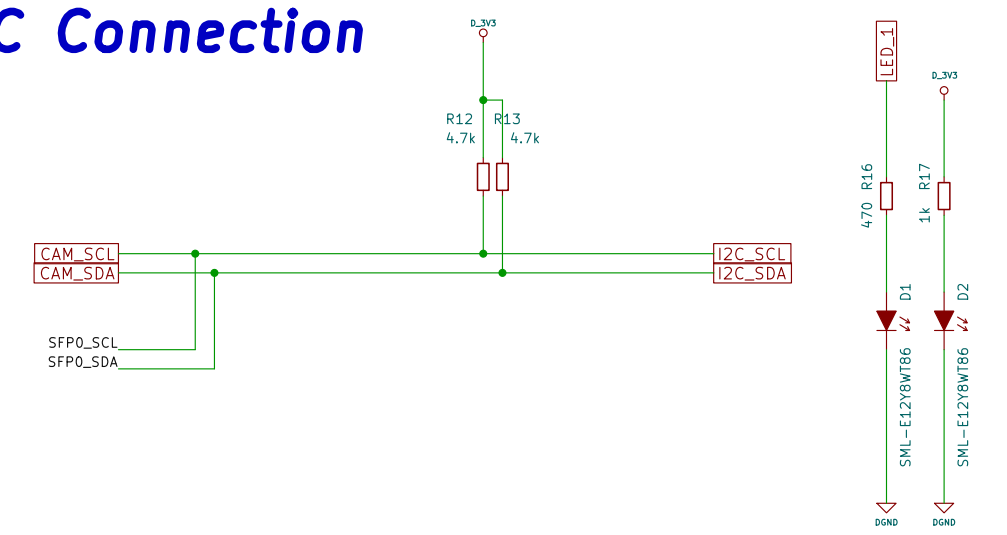 C Connection
D_3V3
LED_1
D_3V3
R12
R13
4.7k
4.7k
470 R16
1k R17
CAM_SCL
I2C_SCL
CAM_SDA
I2C_SDA
D1
D2
SFP0_SCL
SFP0_SDA
SML-E12Y8WT86
SML-E12Y8WT86
DGND
DGND